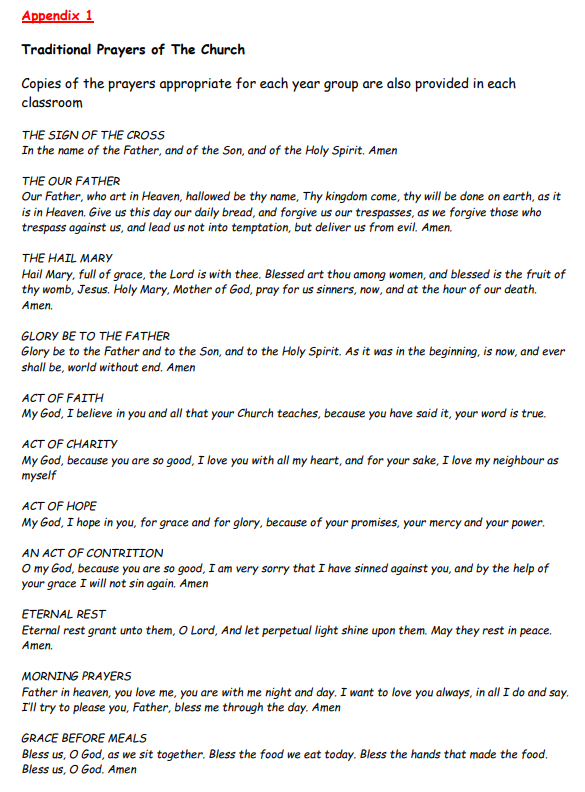 Appendix 1
Traditional Prayers of The Church
Copies of the prayers appropriate for each year group are also provided in each
classroom
THE SIGN OF THE CROSS
In the name of the Father, and of the Son, and of the Holy Spirit. Amen
THE OUR FATHER
Our Father, who art in Heaven, hallowed be thy name, Thy kingdom come, thy will be done on earth, as it
is in Heaven. Give us this day our daily bread, and forgive us our trespasses, as we forgive those who
trespass against us, and lead us not into temptation, but deliver us from evil. Amen.
THE HAIL MARY
Hail Mary, full of grace, the Lord is with thee. Blessed art thou among women, and blessed is the fruit of
thy womb, Jesus. Holy Mary, Mother of God, pray for us sinners, now, and at the hour of our death.
Amen.
GLORY BE TO THE FATHER
Glory be to the Father and to the Son, and to the Holy Spirit. As it was in the beginning, is now, and ever
shall be, world without end. Amen
ACT OF FAITH
My God, I believe in you and all that your Church teaches, because you have said it, your word is true.
ACT OF CHARITY
My God, because you are so good, I love you with all my heart, and for your sake, I love my neighbour as
myself
ACT OF HOPE
My God, I hope in you, for grace and for glory, because of your promises, your mercy and your power.
AN ACT OF CONTRITION
O my God, because you are so good, I am very sorry that I have sinned against you, and by the help of
your grace I will not sin again. Amen
ETERNAL REST
Eternal rest grant unto them, O Lord, And let perpetual light shine upon them. May they rest in peace.
Amen.
MORNING PRAYERS
Father in heaven, you love me, you are with me night and day. I want to love you always, in all I do and say.
I'll try to please you, Father, bless me through the day. Amen
GRACE BEFORE MEALS
Bless us, O God, as we sit together. Bless the food we eat today. Bless the hands that made the food.
Bless us, O God. Amen